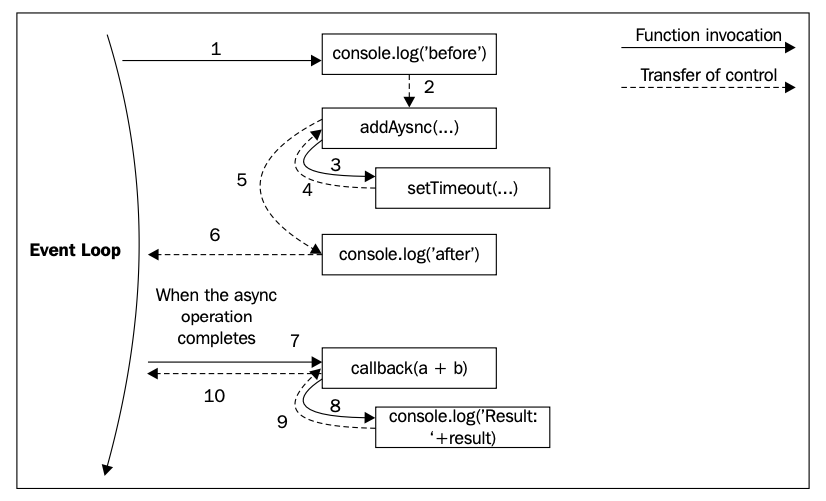 Function invocation
1
console.log('before')
Transfer of control
2
addAysnc(...)
3
5
4
setTimeout(...)
6
Event Loop
console.log('after')
When the async
operation
completes
7
callback(a + b)
10
8
9
console.log('Result:
'+result)